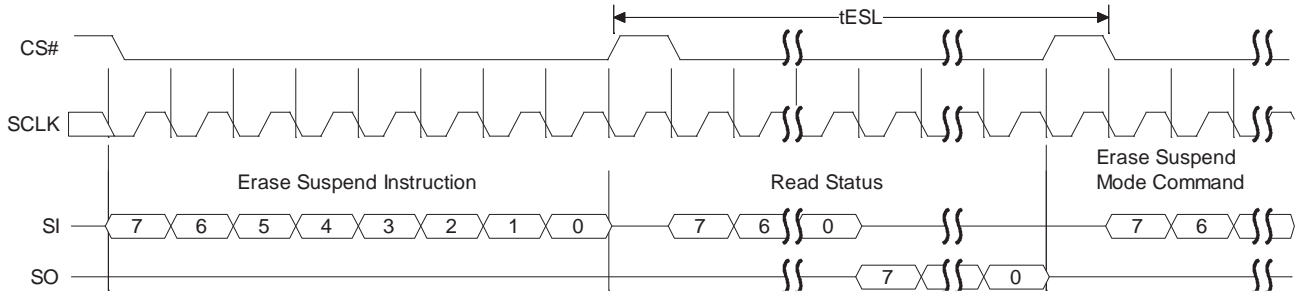 tESL
CS#
SCLK
Erase Suspend Instruction
Read Status
Erase Suspend
Mode Command
SI
7 6 5 4 3 2 1 0
7 6 0
7 6
SO
7 0